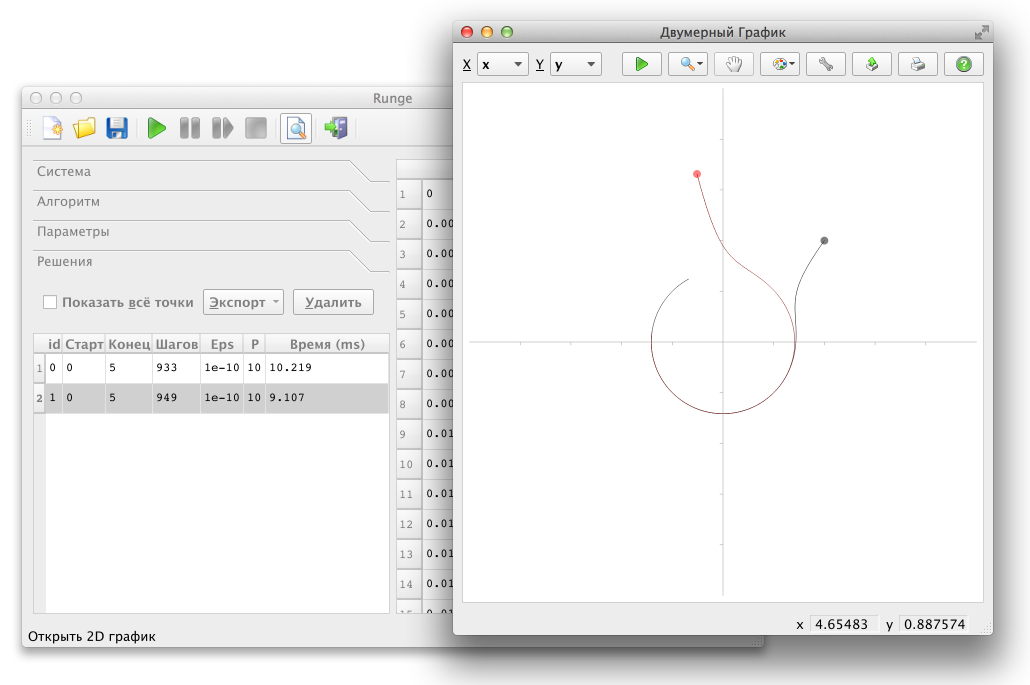 Двумерный График
X x Y y
Runge
Система
Алгоритм
Параметры
Решения
Показать всё точки Экспорт Удалить
id Старт Конец Шагов Eps P Время (ms)
1 0 0 5 933 1e-10 10 10.219
2 1 0 5 949 1e-10 10 9.107
1 0
2 0.00
3 0.00
4 0.00
5 0.00
6 0.00
7 0.00
8 0.00
9 0.01
10 0.01
11 0.01
12 0.01
13 0.01
14 0.01
15 0.01
x 4.65483 y 0.887574
Открыть 2D график